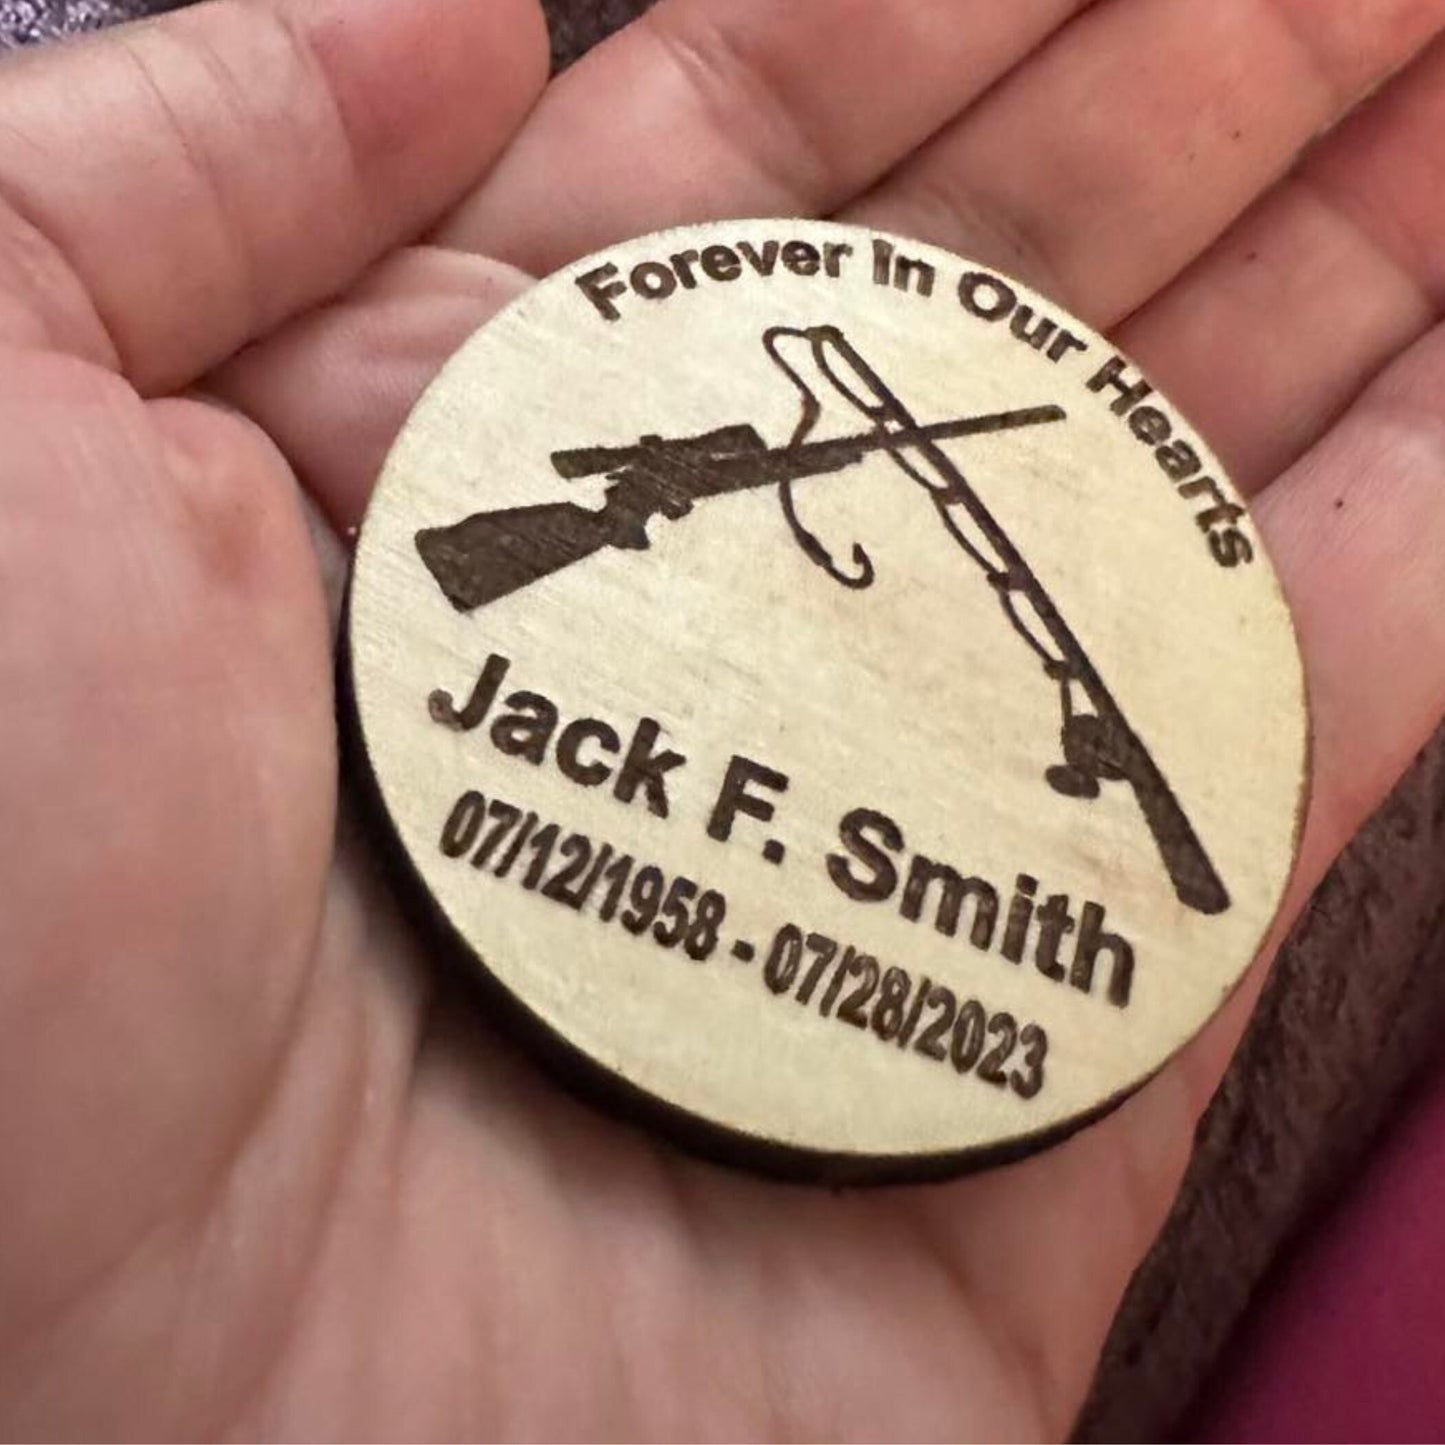 Forever In Our Hearts
Jack F. Smith
07/12/1958 - 07/28/2023